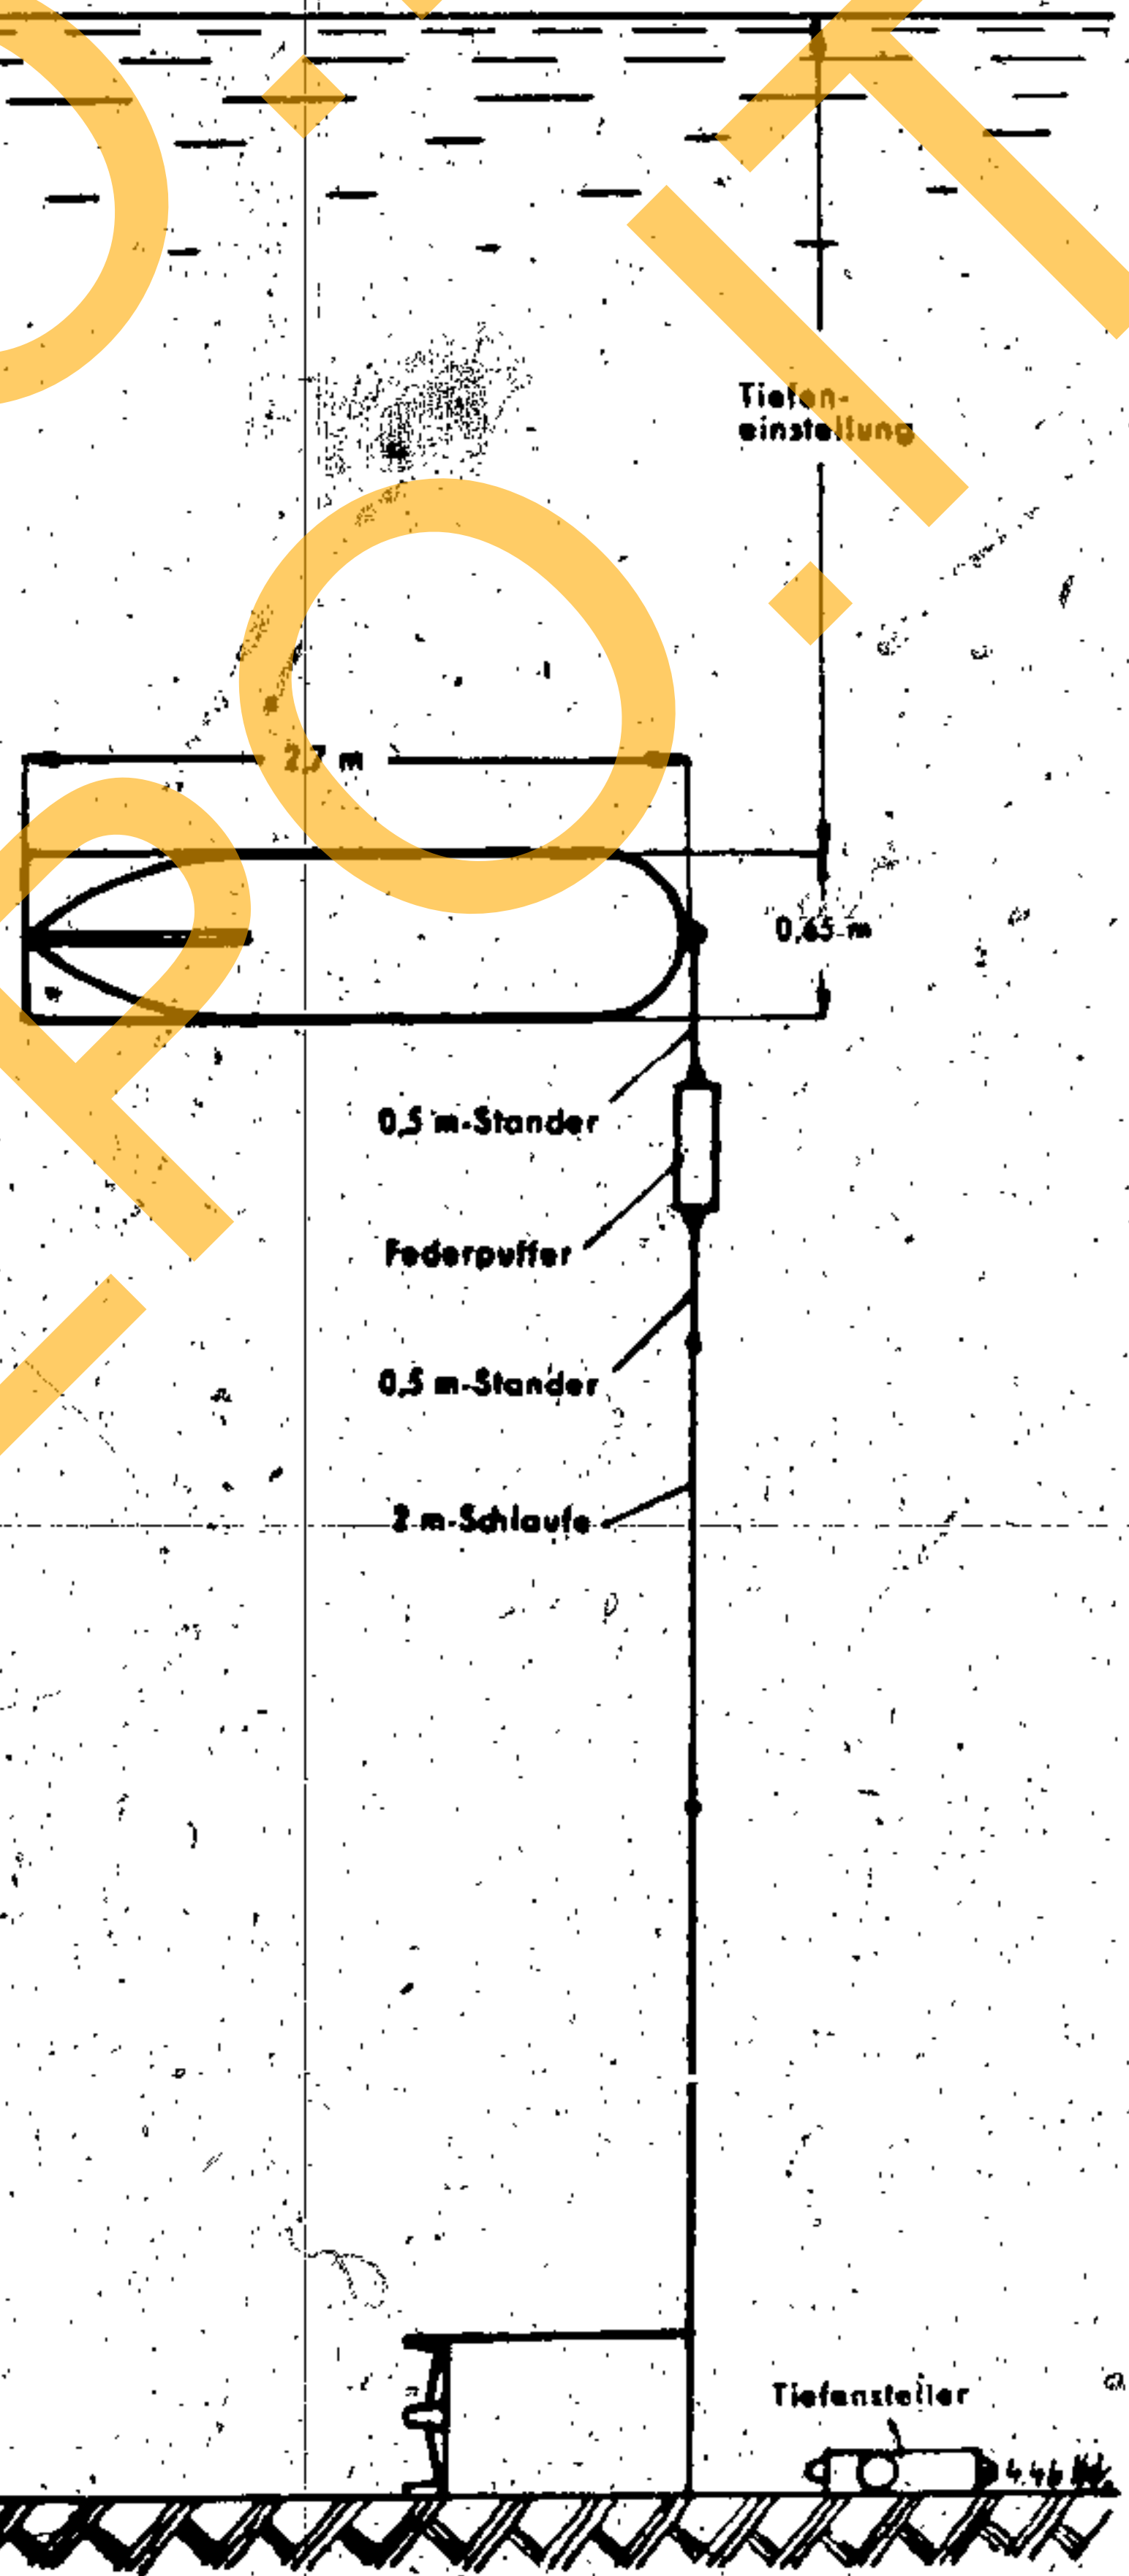 Tiefen-
einstellung
2,7 m
0,65 m
0,5 m-Stander
Federpuffer
0,5 m-Stander
2 m-Schlaufe
Tiefensteller